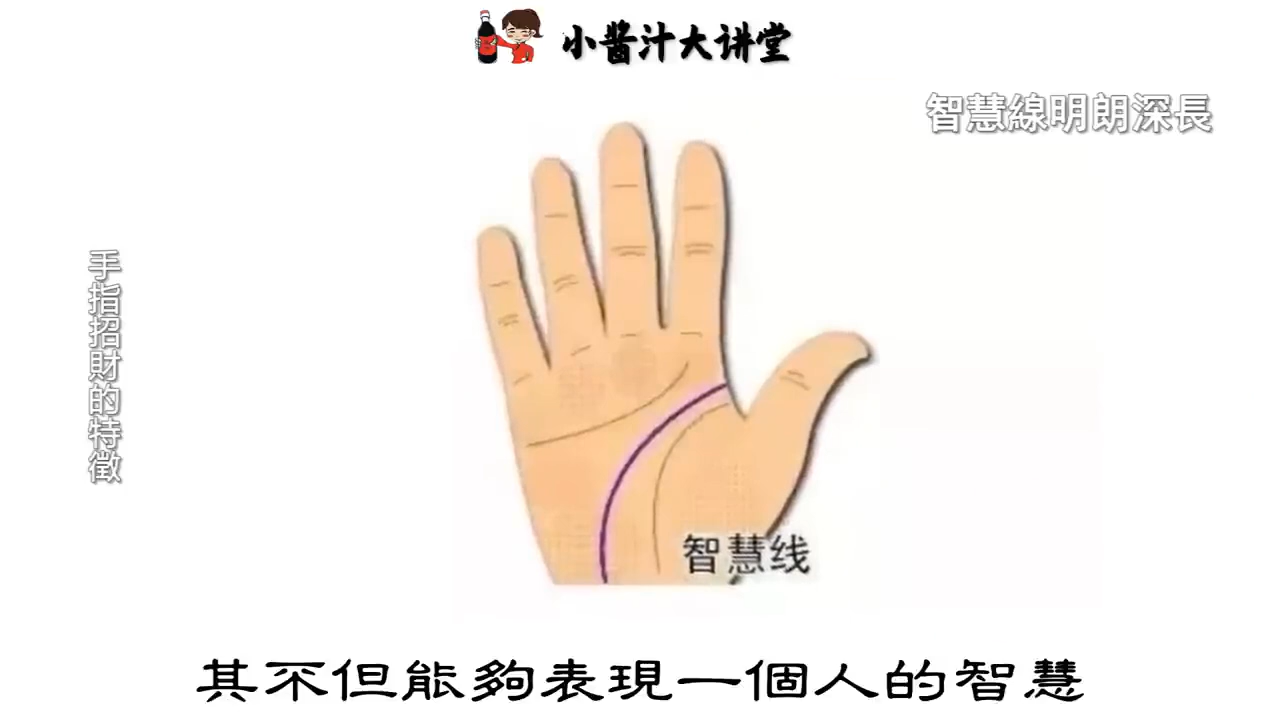 小酱汁大讲堂
智慧線明朗深長
手指招財的特徵
智慧线
其不但能夠表現一個人的智慧